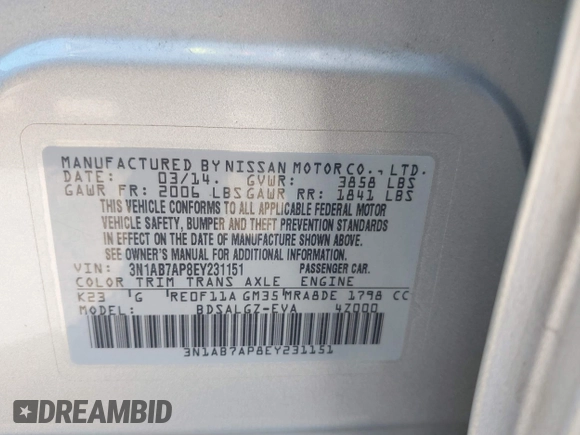 MANUFACTURED BY NISSAN MOTOR CO., LTD.
DATE: 03/14. GVWR: 3858 LBS
GAWR FR: 2006 LBS GAWR RR: 1841 LBS
THIS VEHICLE CONFORMS TO ALL APPLICABLE FEDERAL MOTOR
VEHICLE SAFETY, BUMPER AND THEFT PREVENTION STANDARDS
IN EFFECT ON THE DATE OF MANUFACTURE SHOWN ABOVE.
SEE OWNER'S MANUAL FOR ADDITIONAL INFORMATION.
VIN: 3N1AB7AP8EY231151 PASSENGER CAR.
COLOR TRIM TRANS AXLE ENGINE
K23 G RE0F11A GM35 MRA8DE 1798 CC
MODEL: BDSALGZ-EVA 4Z000
3N1AB7AP8EY231151
DREAMBID